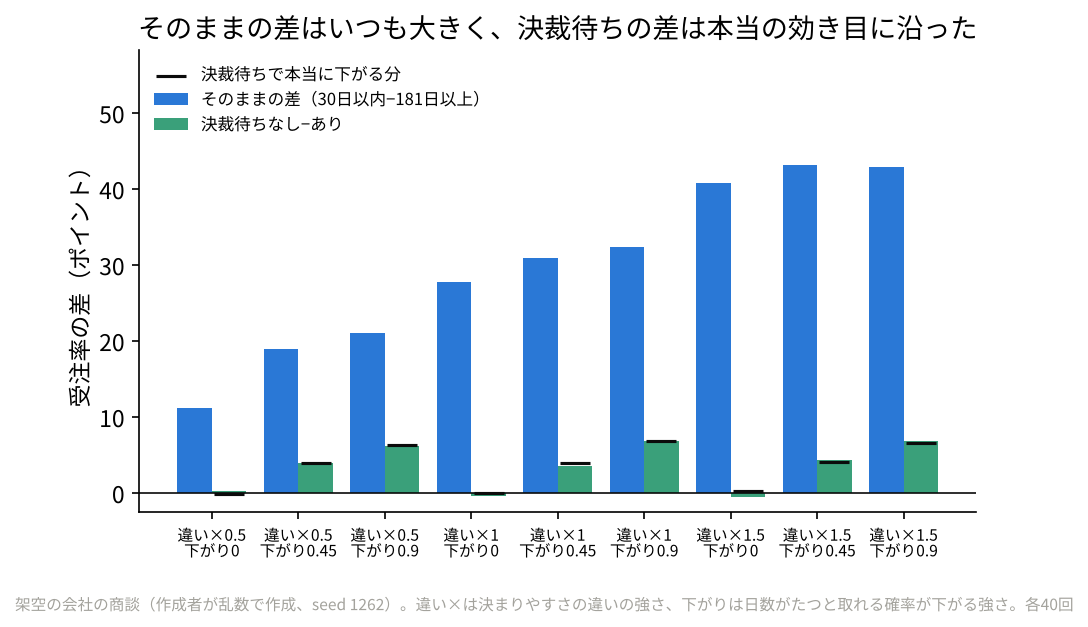 そのままの差はいつも大きく、決裁待ちの差は本当の効き目に沿った
決裁待ちで本当に下がる分
そのままの差（30日以内−181日以上）
決裁待ちなし−あり
受注率の差（ポイント）
50
40
30
20
10
0
違い×0.5
下がり0
違い×0.5
下がり0.45
違い×0.5
下がり0.9
違い×1
下がり0
違い×1
下がり0.45
違い×1
下がり0.9
違い×1.5
下がり0
違い×1.5
下がり0.45
違い×1.5
下がり0.9
架空の会社の商談（作成者が乱数で作成、seed 1262）。違い×は決まりやすさの違いの強さ、下がりは日数がたつと取れる確率が下がる強さ。各40回